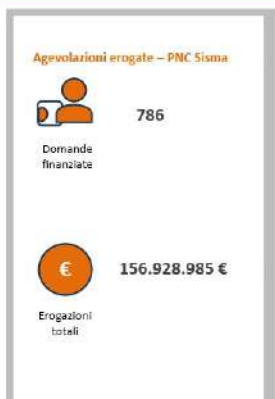 Agevolazioni erogate – PNC Sisma
786
Domande
finanziate
€
156.928.985 €
Erogazioni
totali